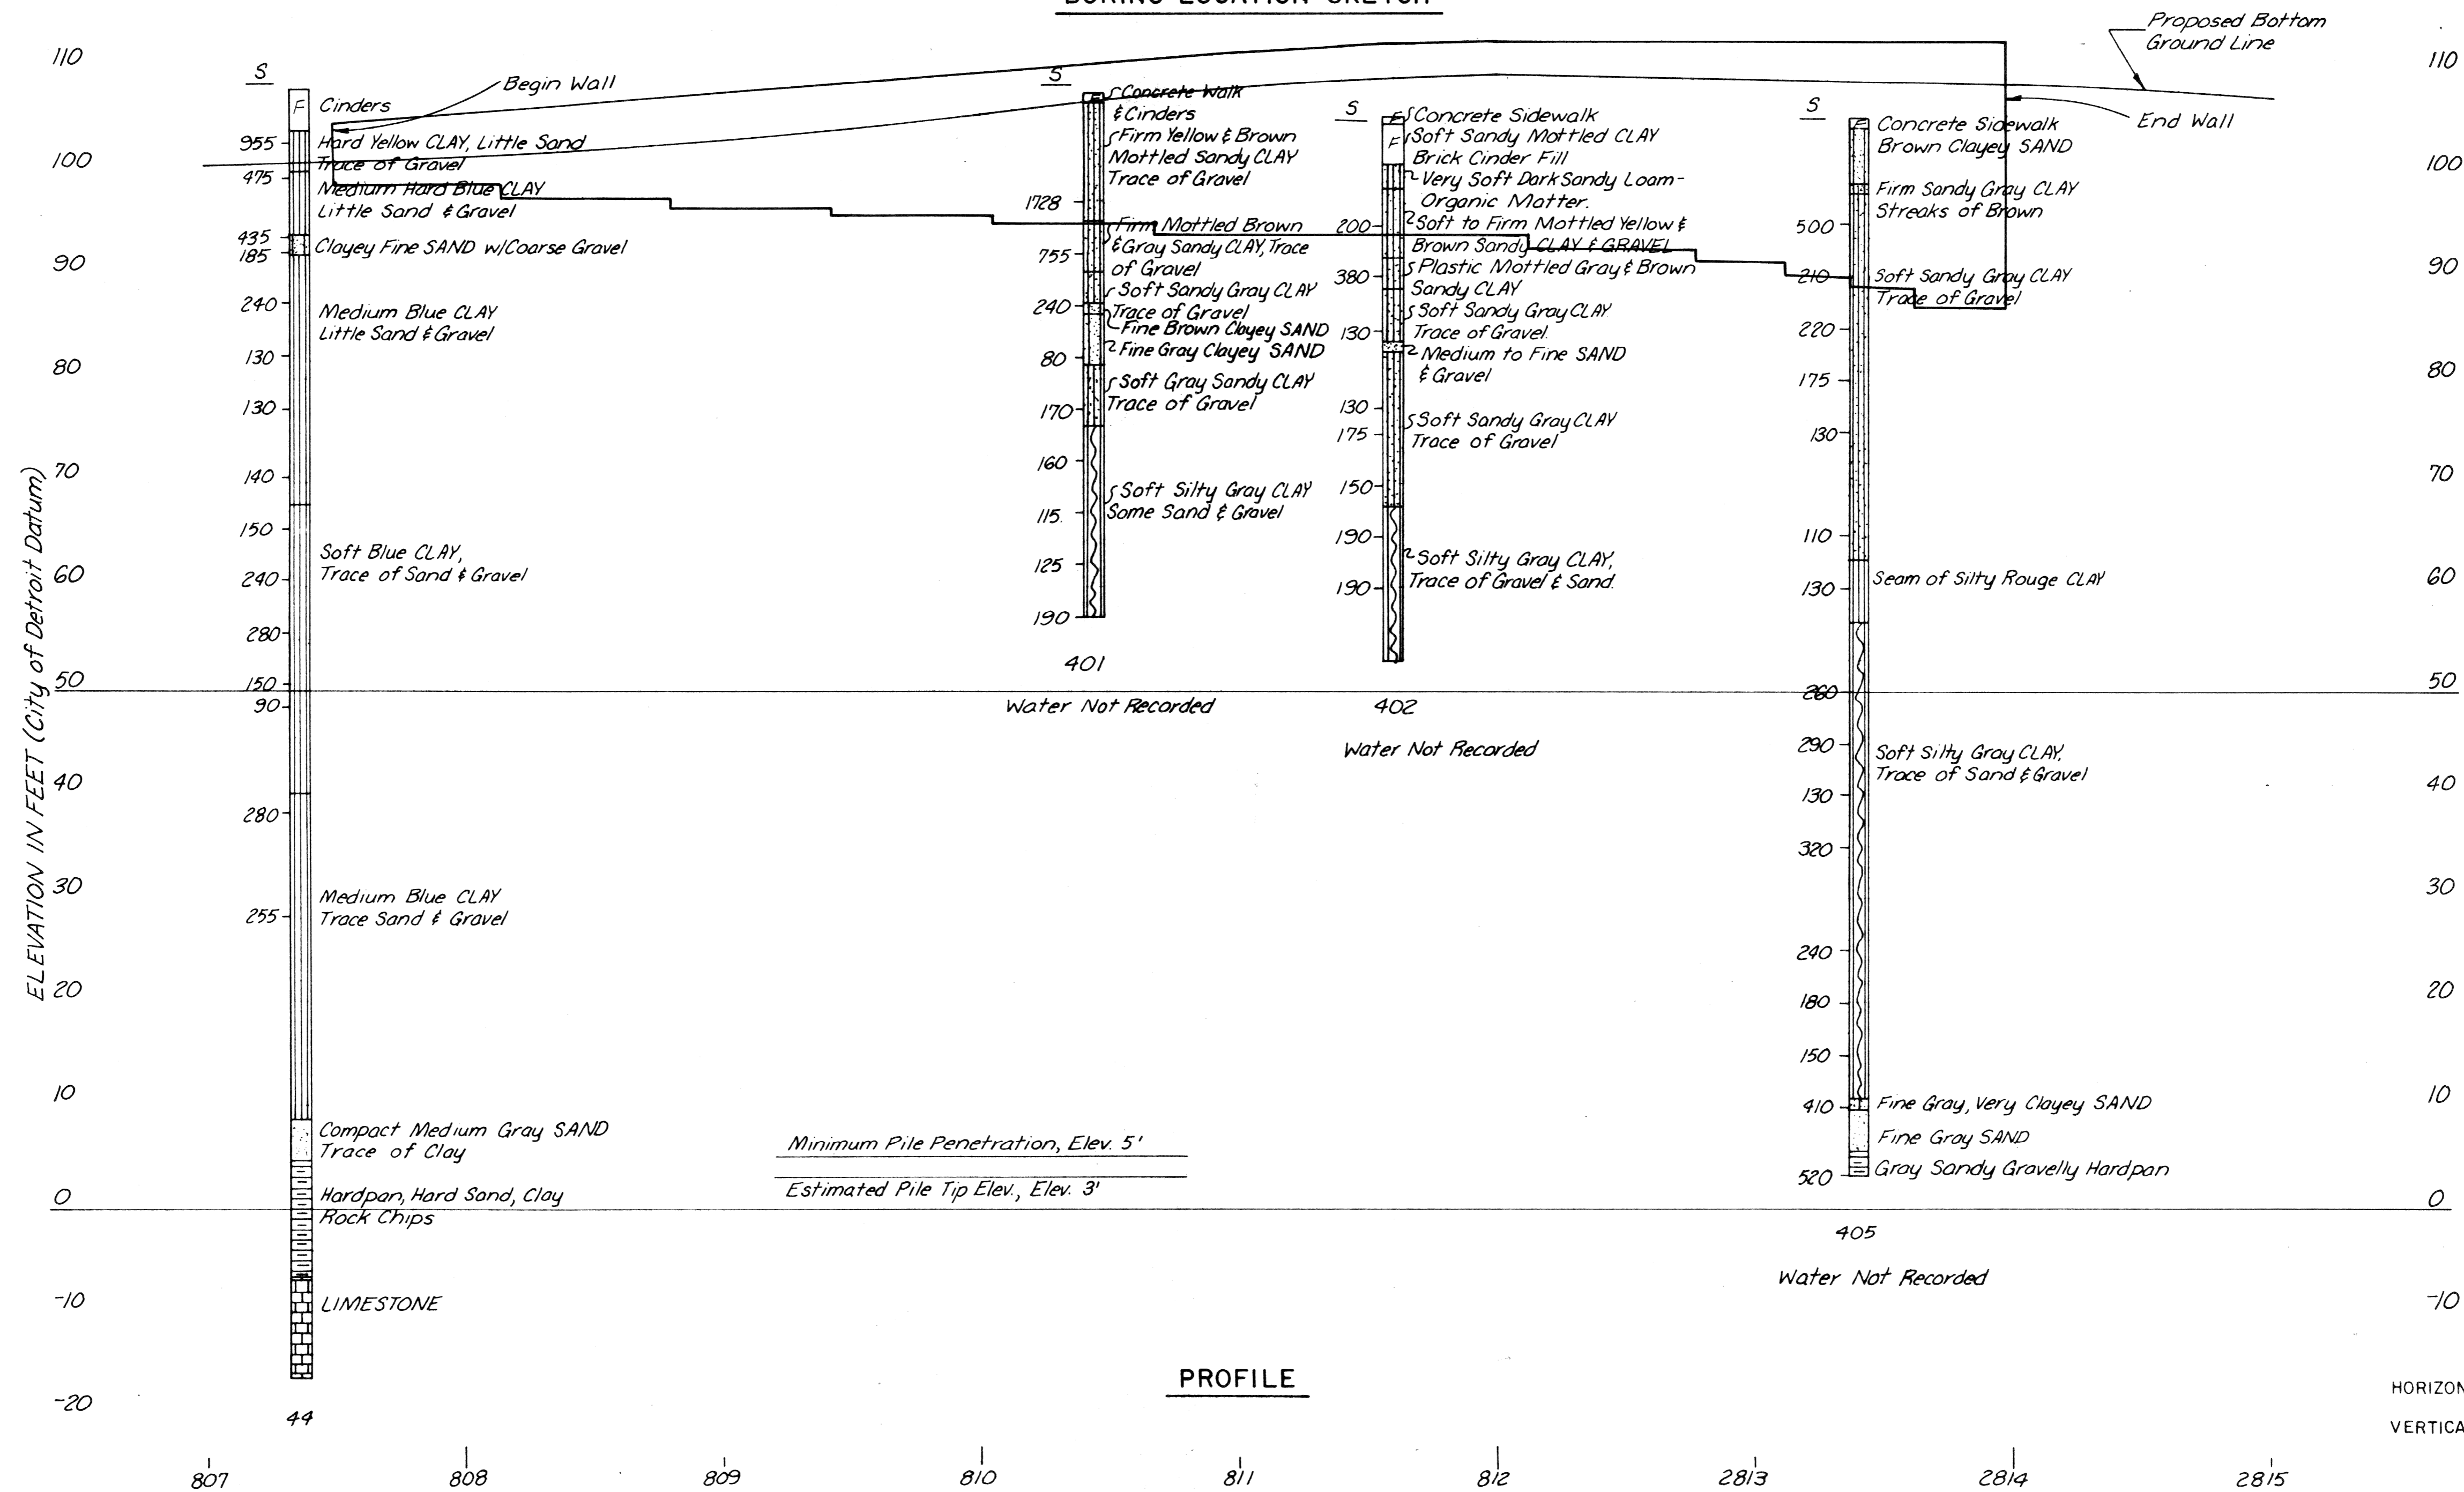 BORING LOCATION SKETCH
Proposed Bottom
Ground Line
Begin Wall
End Wall
ELEVATION IN FEET (City of Detroit Datum)
110
100
90
80
70
60
50
40
30
20
10
0
-10
-20
S
F
Cinders
955
Hard Yellow CLAY, Little Sand
Trace of Gravel
475
Medium Hard Blue CLAY
Little Sand & Gravel
435
185
Clayey Fine SAND w/Coarse Gravel
240
Medium Blue CLAY
Little Sand & Gravel
130
130
140
150
Soft Blue CLAY,
Trace of Sand & Gravel
240
280
150
90
280
Medium Blue CLAY
Trace Sand & Gravel
255
Compact Medium Gray SAND
Trace of Clay
Hardpan, Hard Sand, Clay
Rock Chips
LIMESTONE
44
S
F
Concrete Walk
& Cinders
Firm Yellow & Brown
Mottled Sandy CLAY
Trace of Gravel
1728
Firm Mottled Brown
& Gray Sandy CLAY, Trace
of Gravel
755
Soft Sandy Gray CLAY
Trace of Gravel
240
Fine Brown Clayey SAND
Fine Gray Clayey SAND
80
Soft Gray Sandy CLAY
Trace of Gravel
170
160
Soft Silty Gray CLAY
Some Sand & Gravel
115
125
190
401
Water Not Recorded
S
F
Concrete Sidewalk
F
Soft Sandy Mottled CLAY
Brick Cinder Fill
Very Soft Dark Sandy Loam-
Organic Matter.
200
Soft to Firm Mottled Yellow &
Brown Sandy CLAY & GRAVEL
380
Plastic Mottled Gray & Brown
Sandy CLAY
Soft Sandy Gray CLAY
Trace of Gravel.
130
Medium to Fine SAND
& Gravel
130
175
Soft Sandy Gray CLAY
Trace of Gravel
150
190
Soft Silty Gray CLAY,
Trace of Gravel & Sand.
190
402
Water Not Recorded
S
F
Concrete Sidewalk
Brown Clayey SAND
Firm Sandy Gray CLAY
Streaks of Brown
500
210
Soft Sandy Gray CLAY
Trace of Gravel
220
175
130
110
130
Seam of Silty Rouge CLAY
260
290
Soft Silty Gray CLAY,
Trace of Sand & Gravel
130
320
240
180
150
410
Fine Gray, Very Clayey SAND
Fine Gray SAND
520
Gray Sandy Gravelly Hardpan
405
Water Not Recorded
Minimum Pile Penetration, Elev. 5'
Estimated Pile Tip Elev., Elev. 3'
110
100
90
80
70
60
50
40
30
20
10
0
-10
PROFILE
HORIZON
VERTICA
807
808
809
810
811
812
2813
2814
2815